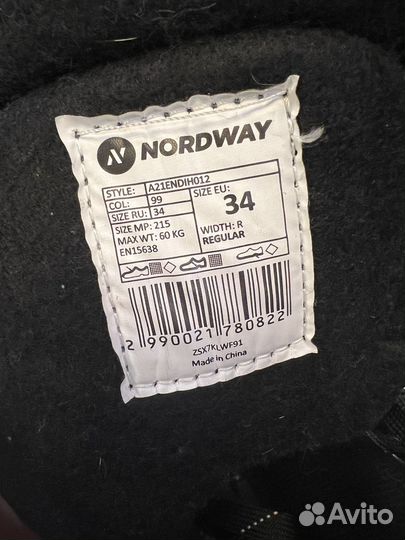 NORDWAY
STYLE: A21ENDIH012
COL: 99
SIZE RU: 34
SIZE MP: 215
MAX WT: 60 KG
EN15638
SIZE EU:
34
WIDTH: R
REGULAR
2 990021 780822
ZSX7KLWF91
Made in China
Avito